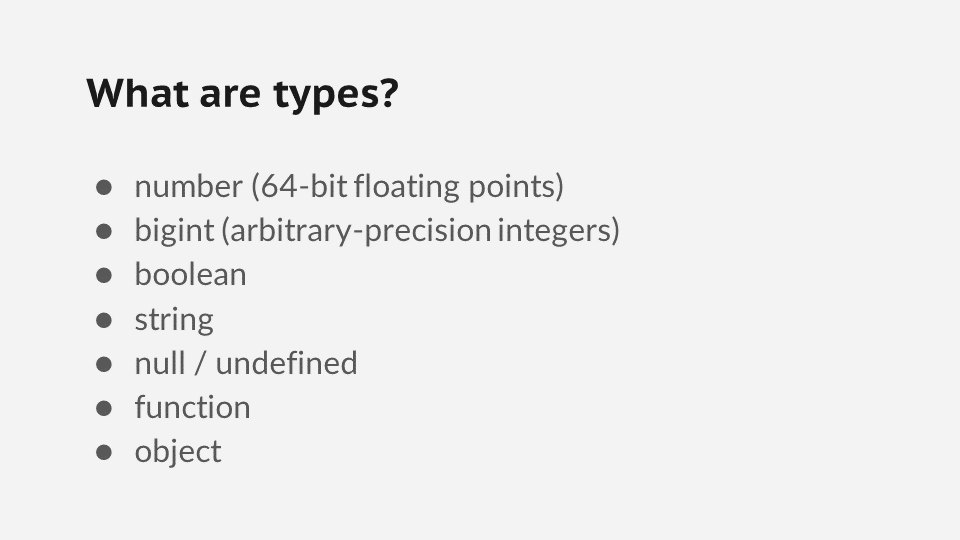 What are types?
● number (64-bit floating points)
● bigint (arbitrary-precision integers)
● boolean
● string
● null / undefined
● function
● object